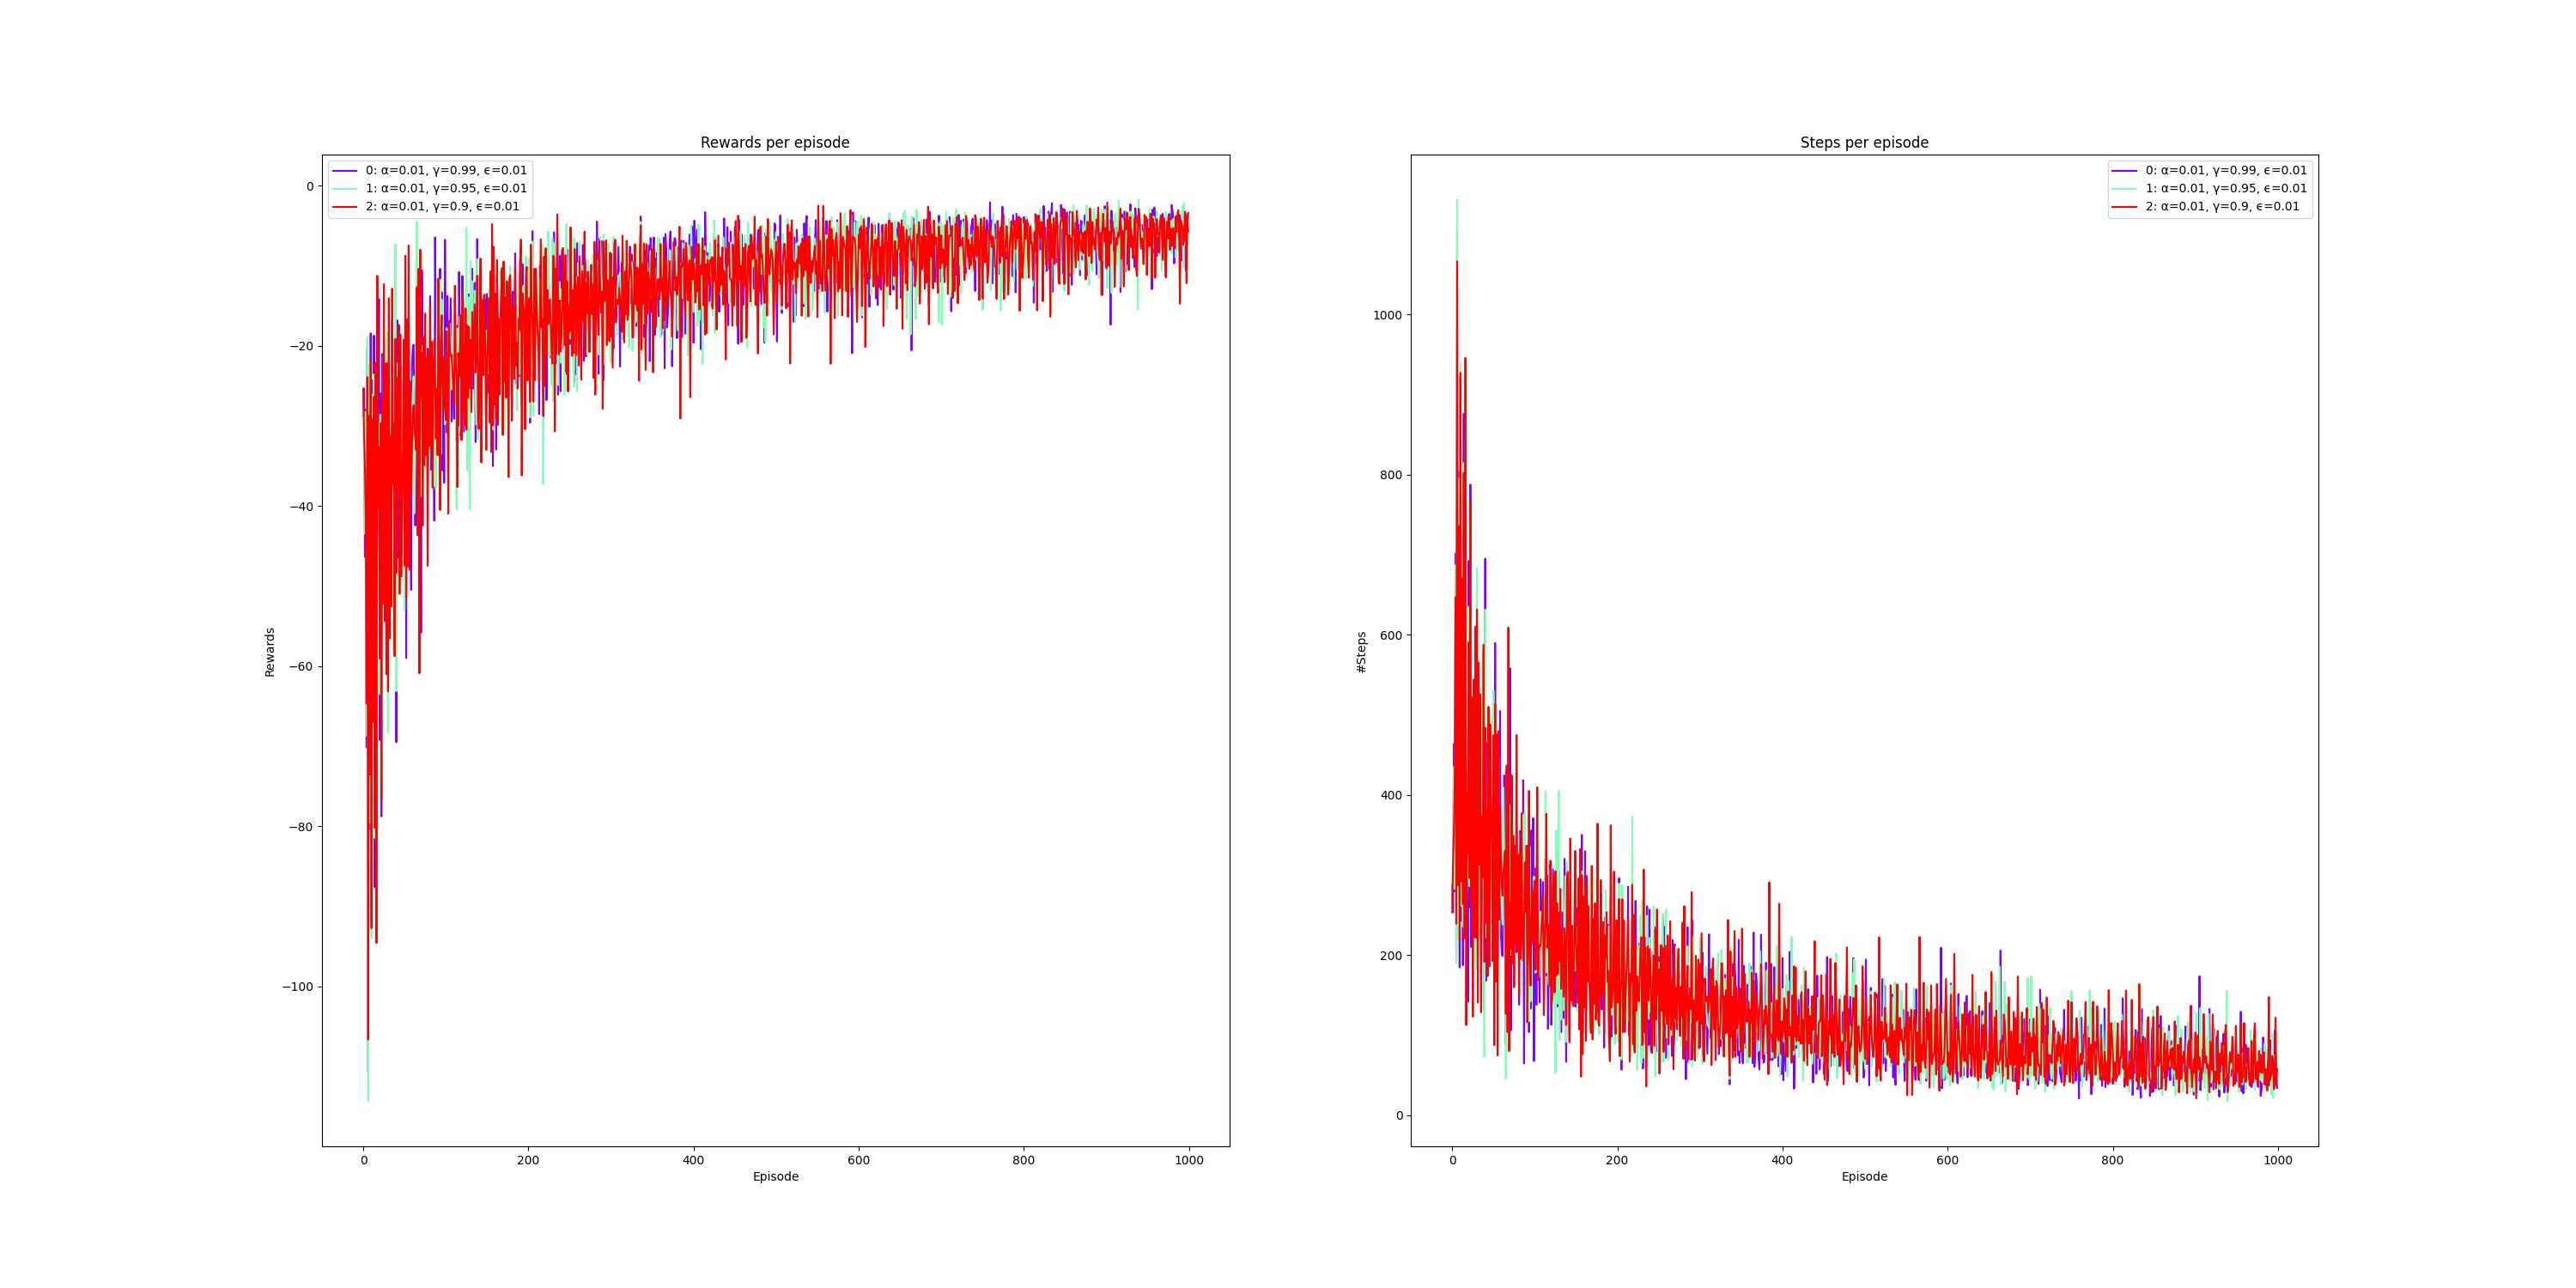 Rewards per episode
0: α=0.01, γ=0.99, ϵ=0.01
1: α=0.01, γ=0.95, ϵ=0.01
2: α=0.01, γ=0.9, ϵ=0.01
0
−20
−40
−60
−80
−100
Rewards
0 200 400 600 800 1000
Episode
Steps per episode
0: α=0.01, γ=0.99, ϵ=0.01
1: α=0.01, γ=0.95, ϵ=0.01
2: α=0.01, γ=0.9, ϵ=0.01
1000
800
600
400
200
0
#Steps
0 200 400 600 800 1000
Episode